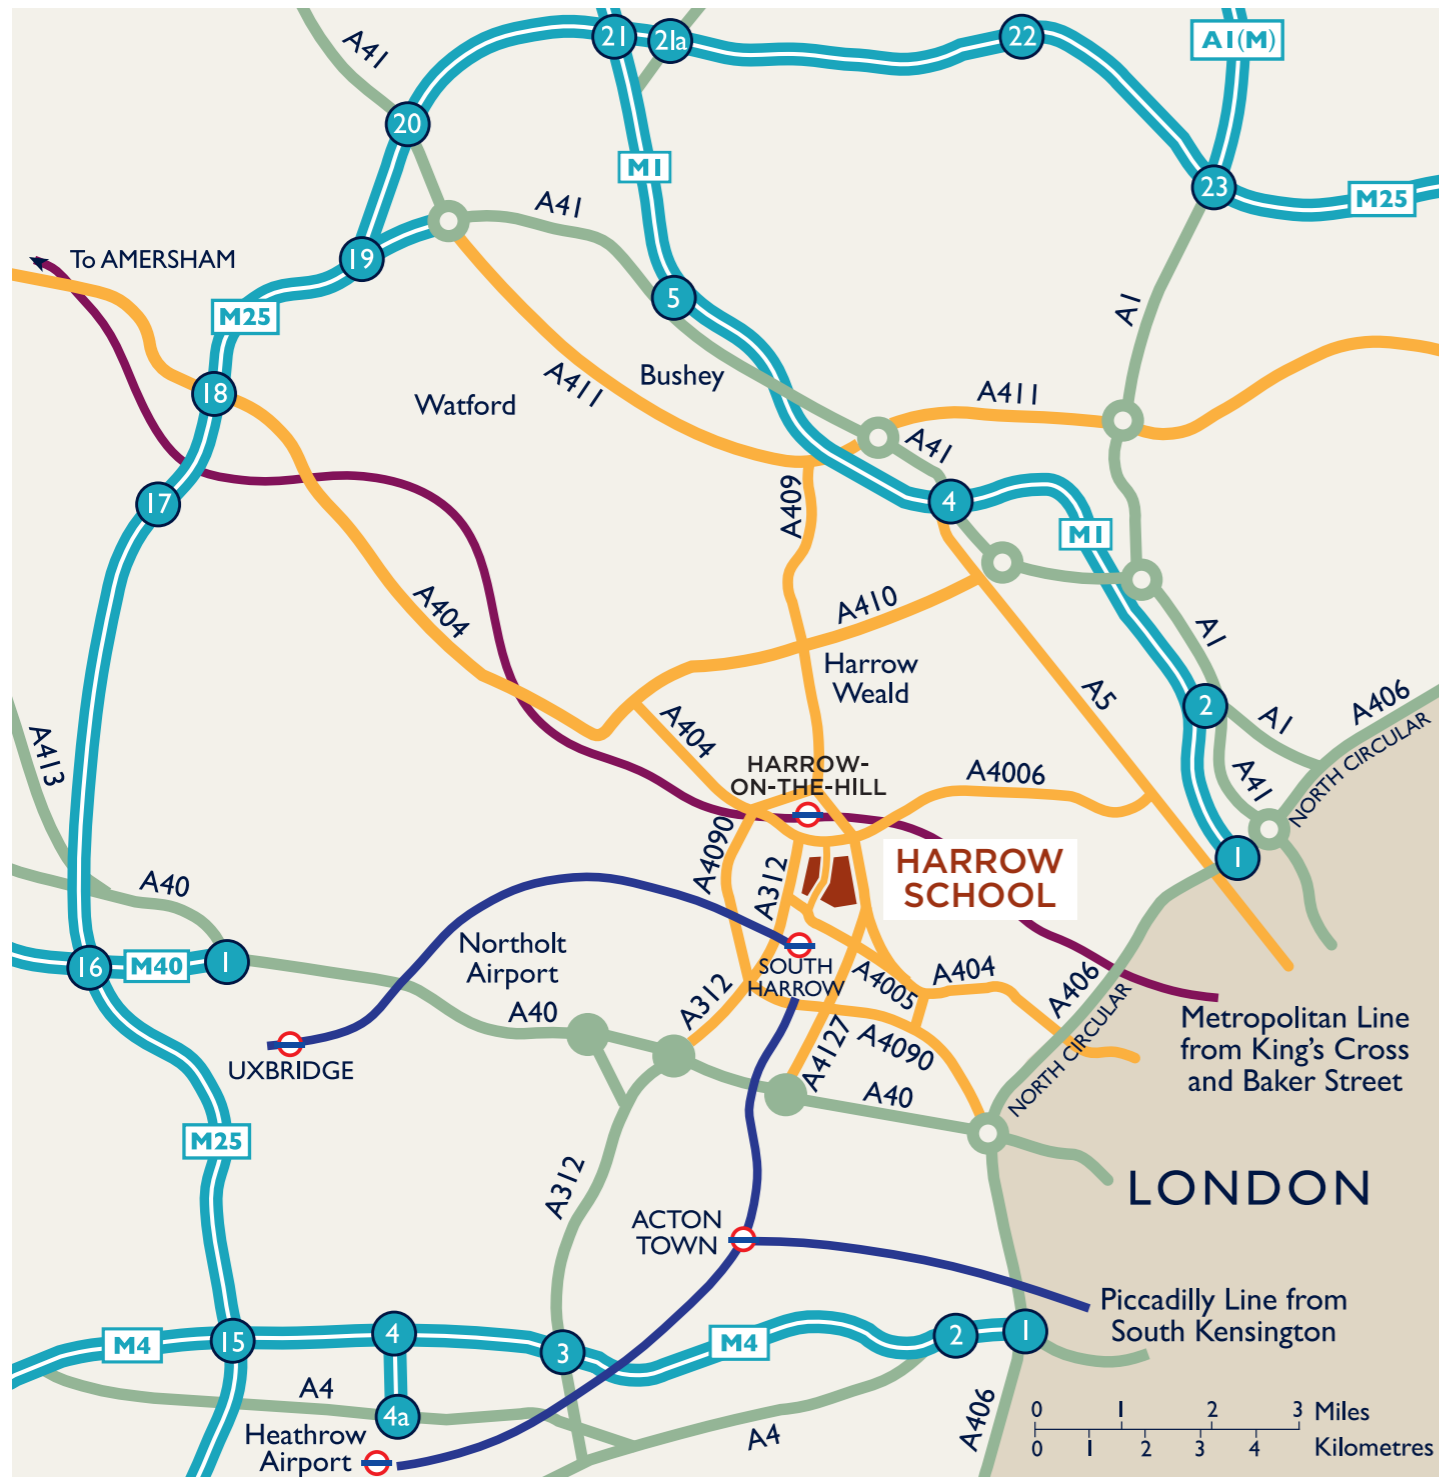 21
21a
22
A1(M)
A41
20
M1
23
M25
A41
To AMERSHAM
19
5
A1
M25
18
Bushey
A411
Watford
A411
A41
17
A409
4
M1
A404
A410
A1
Harrow
Weald
A5
A413
A404
2
A1
A406
NORTH CIRCULAR
HARROW-
ON-THE-HILL
A4006
A41
A4090
A312
HARROW
SCHOOL
1
A40
Northolt
Airport
16
M40
1
SOUTH
HARROW
A4005
A404
A406
NORTH CIRCULAR
A312
A40
A4127
A4090
Metropolitan Line
from King's Cross
and Baker Street
UXBRIDGE
A40
M25
A312
LONDON
ACTON
TOWN
Piccadilly Line from
South Kensington
M4
15
4
3
M4
2
1
A4
4a
A406
Heathrow
Airport
A4
0 1 2 3 Miles
0 1 2 3 4 Kilometres